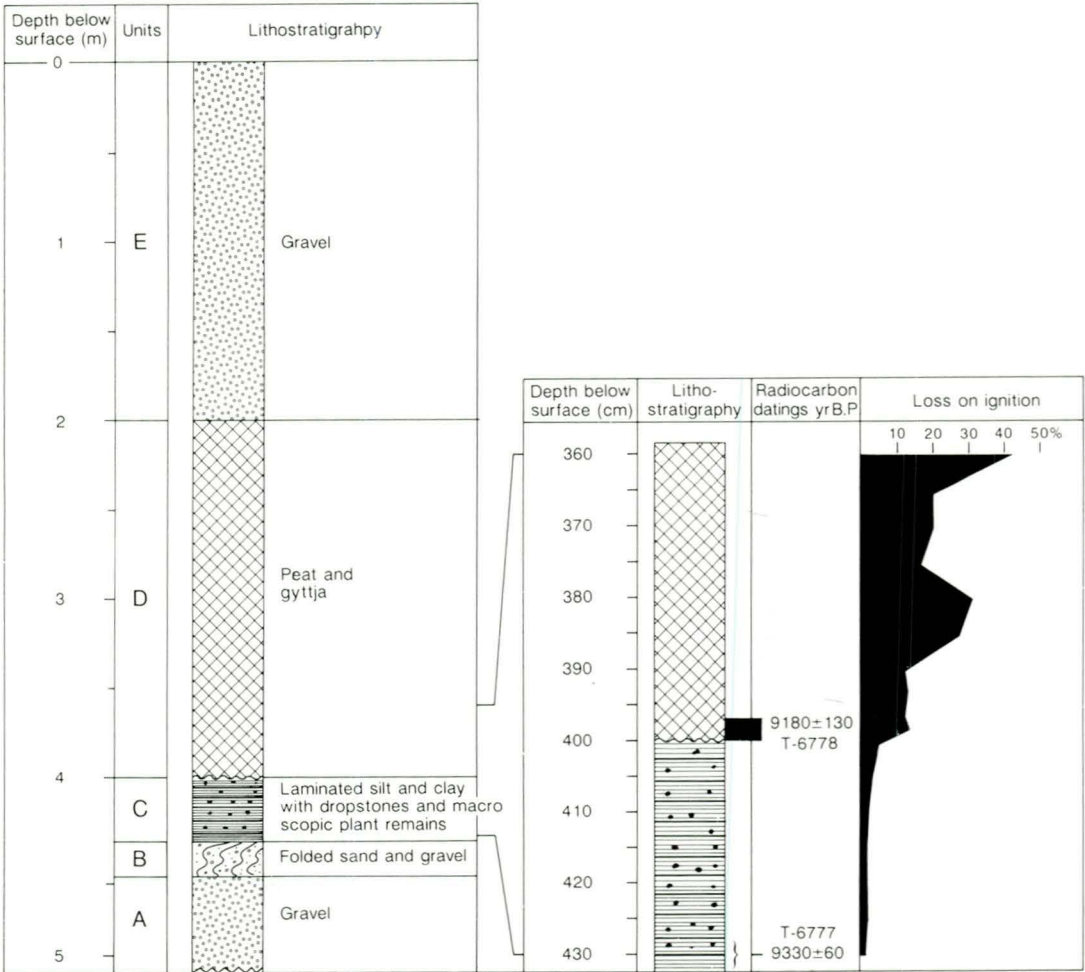 Depth below
surface (m)
Units
Lithostratigrahpy
0
1
2
3
4
5
E
D
C
B
A
Gravel
Peat and
gyttja
Laminated silt and clay
with dropstones and macro
scopic plant remains
Folded sand and gravel
Gravel
Depth below
surface (cm)
Litho-
stratigraphy
Radiocarbon
datings yr B.P.
Loss on ignition
10 20 30 40 50%
360
370
380
390
400
410
420
430
9180±130
T-6778
T-6777
9330±60